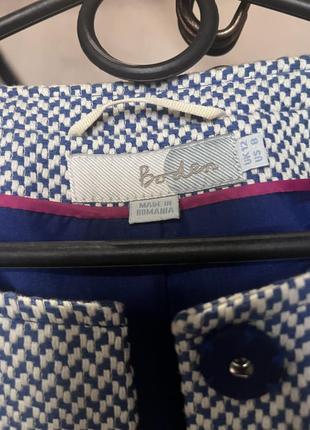 Boden
UK 12
US 8
MADE IN
ROMANIA